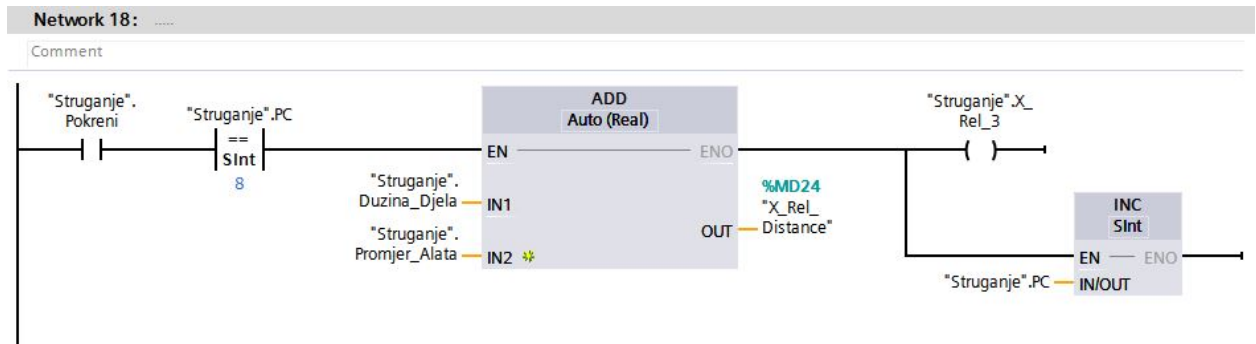 Network 18: .....
Comment
"Struganje".
Pokreni
"Struganje".PC
==
SInt
8
ADD
Auto (Real)
EN
ENO
"Struganje".
Duzina_Djela
IN1
"Struganje".
Promjer_Alata
IN2
OUT
%MD24
"X_Rel_
Distance"
"Struganje".X_
Rel_3
INC
SInt
EN
ENO
"Struganje".PC
IN/OUT